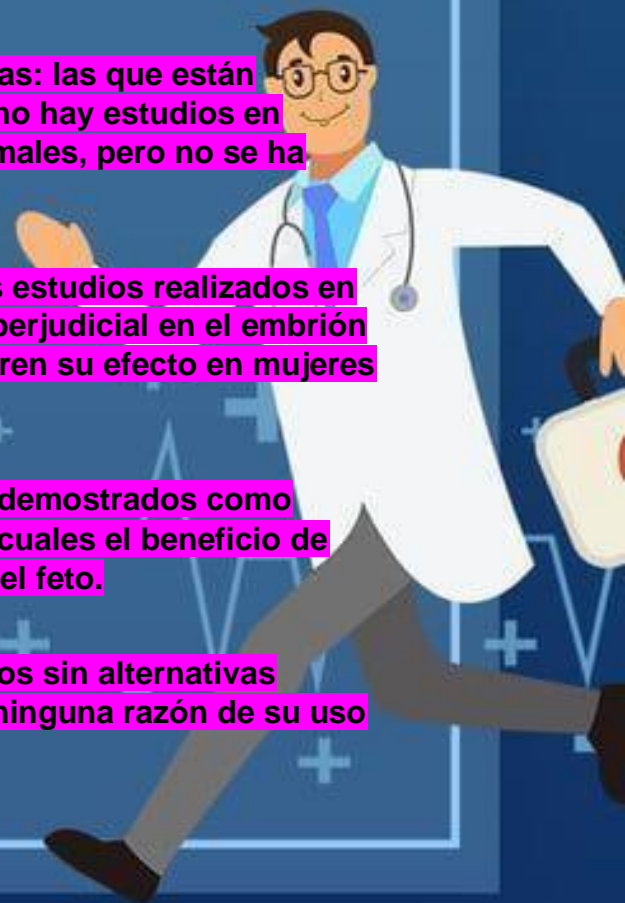 as: las que están
no hay estudios en
males, pero no se ha
s estudios realizados en
perjudicial en el embrión
ren su efecto en mujeres
demostrados como
cuales el beneficio de
el feto.
os sin alternativas
ninguna razón de su uso